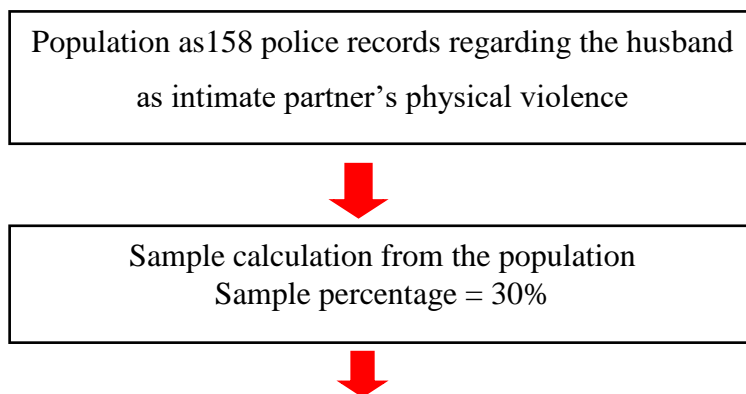 Population as158 police records regarding the husband
as intimate partner’s physical violence
Sample calculation from the population
Sample percentage = 30%